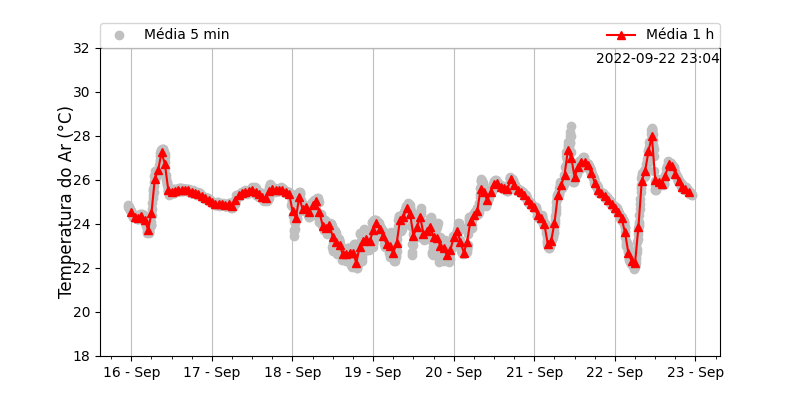 Média 5 min
Média 1 h
2022-09-22 23:04
Temperatura do Ar (°C)
32
30
28
26
24
22
20
18
16 - Sep
17 - Sep
18 - Sep
19 - Sep
20 - Sep
21 - Sep
22 - Sep
23 - Sep